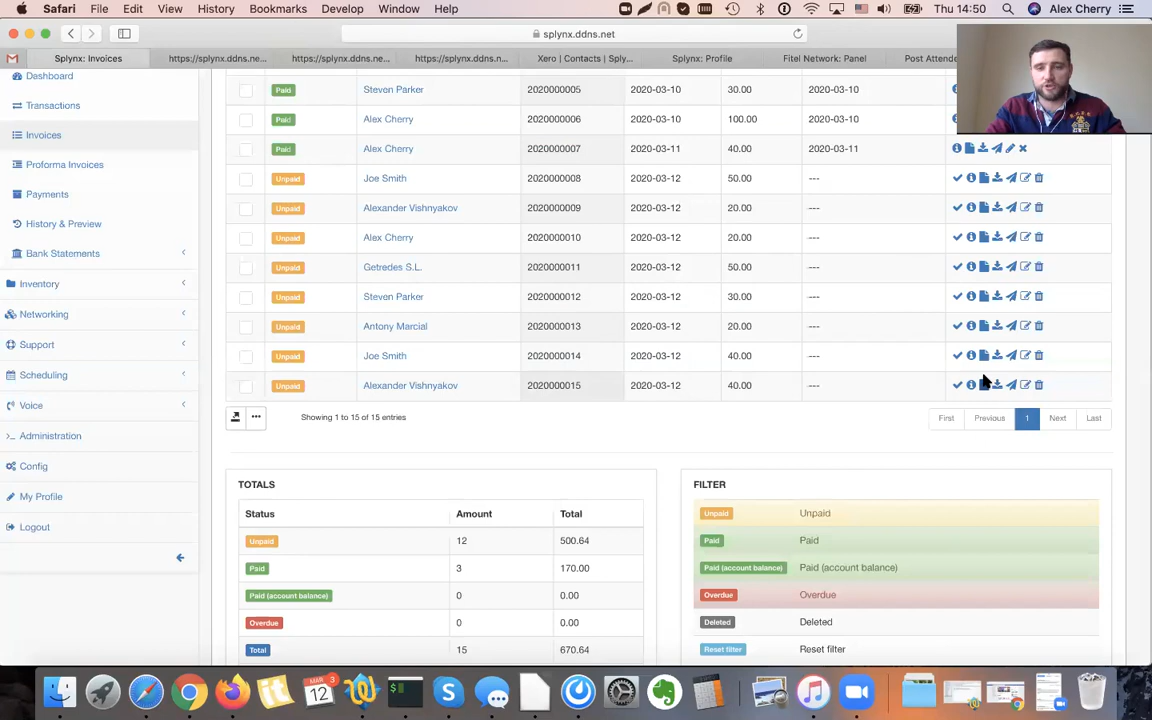 Safari File Edit View History Bookmarks Develop Window Help Thu 14:50 Alex Cherry
splynx.ddns.net
Splynx: Invoices https://splynx.ddns.ne... https://splynx.ddns.ne... https://splynx.ddns.n... Xero | Contacts | Sply... Splynx: Profile Fitel Network: Panel Post Attende
Dashboard
Transactions
Invoices
Proforma Invoices
Payments
History & Preview
Bank Statements
Inventory
Networking
Support
Scheduling
Voice
Administration
Config
My Profile
Logout
Paid Steven Parker 2020000005 2020-03-10 30.00 2020-03-10
Paid Alex Cherry 2020000006 2020-03-10 100.00 2020-03-10
Paid Alex Cherry 2020000007 2020-03-11 40.00 2020-03-11
Unpaid Joe Smith 2020000008 2020-03-12 50.00 ---
Unpaid Alexander Vishnyakov 2020000009 2020-03-12 20.00 ---
Unpaid Alex Cherry 2020000010 2020-03-12 20.00 ---
Unpaid Getredes S.L. 2020000011 2020-03-12 50.00 ---
Unpaid Steven Parker 2020000012 2020-03-12 30.00 ---
Unpaid Antony Marcial 2020000013 2020-03-12 20.00 ---
Unpaid Joe Smith 2020000014 2020-03-12 40.00 ---
Unpaid Alexander Vishnyakov 2020000015 2020-03-12 40.00 ---
Showing 1 to 15 of 15 entries
First Previous 1 Next Last
TOTALS
Status Amount Total
Unpaid 12 500.64
Paid 3 170.00
Paid (account balance) 0 0.00
Overdue 0 0.00
Total 15 670.64
FILTER
Unpaid Unpaid
Paid Paid
Paid (account balance) Paid (account balance)
Overdue Overdue
Deleted Deleted
Reset filter Reset filter
MAR 3
12